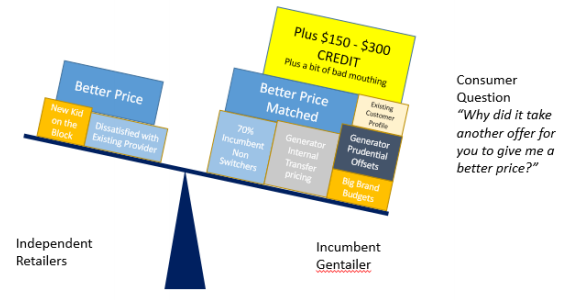 Plus $150 - $300
CREDIT
Plus a bit of bad mouthing
Better Price
Better Price
Matched
Existing
Customer
Profile
New Kid
on the
Block
Dissatisfied with
Existing Provider
70%
Incumbent
Non
Switchers
Generator
Internal
Transfer
pricing
Generator
Prudential
Offsets
Big Brand
Budgets
Consumer
Question
“Why did it take
another offer for
you to give me a
better price?”
Independent
Retailers
Incumbent
Gentailer